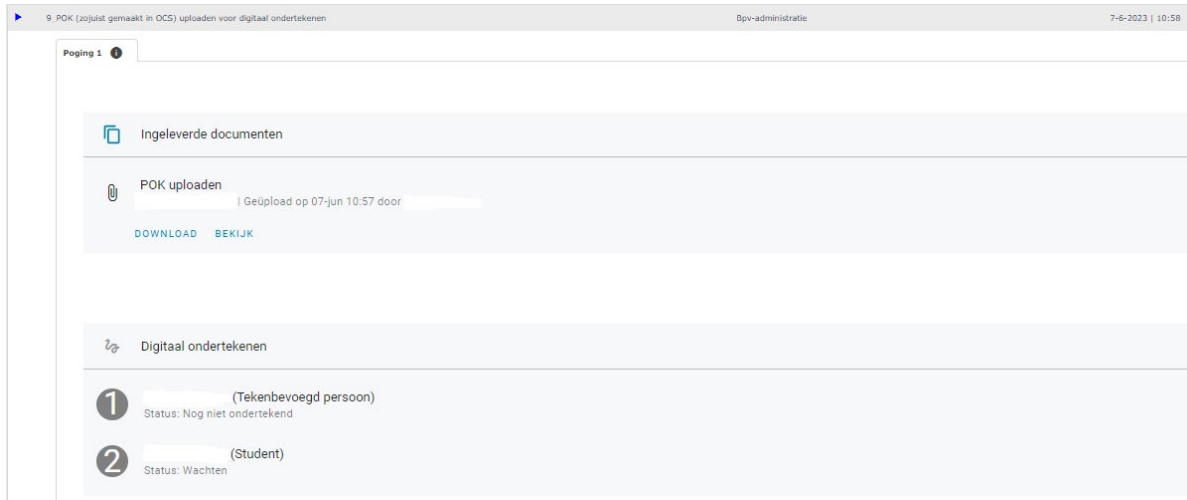 9_POK (zojuist gemaakt in OCS) uploaden voor digitaal ondertekenen Bpv-administratie 7-6-2023 | 10:58
Poging 1
Ingeleverde documenten
POK uploaden
| Geüpload op 07-jun 10:57 door
DOWNLOAD BEKIJK
Digitaal ondertekenen
1 (Tekenbevoegd persoon)
Status: Nog niet ondertekend
2 (Student)
Status: Wachten